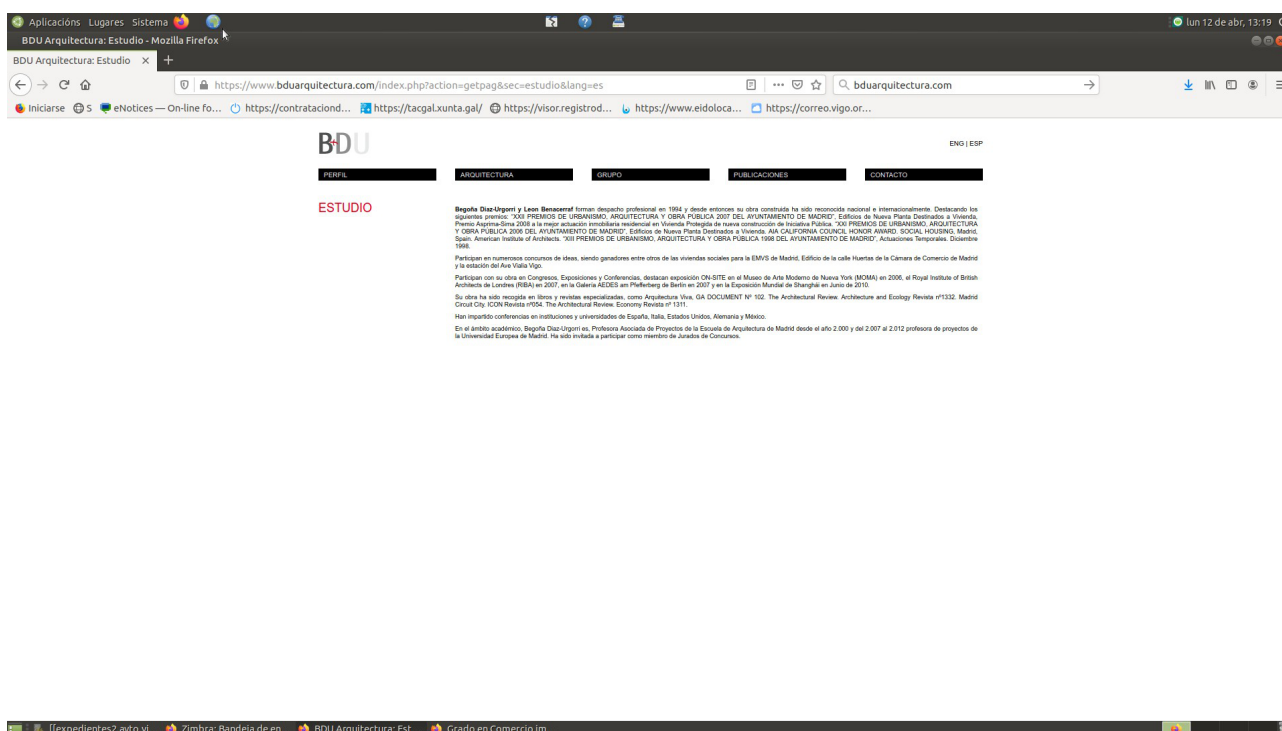 Aplicacións Lugares Sistema
lun 12 de abr, 13:19
BDU Arquitectura: Estudio - Mozilla Firefox
BDU Arquitectura: Estudio × +
https://www.bduarquitectura.com/index.php?action=getpag&sec=estudio&lang=es
bduarquitectura.com
Iniciarse S eNotices — On-line fo... https://contrataciond... https://tacgal.xunta.gal/ https://visor.registrod... https://www.eidoloca... https://correo.vigo.or...
B+DU
ENG | ESP
PERFIL ARQUITECTURA GRUPO PUBLICACIONES CONTACTO
ESTUDIO
Begoña Díaz-Urgorri y Leon Benacerraf forman despacho profesional en 1994 y desde entonces su obra construida ha sido reconocida nacional e internacionalmente. Destacando los
siguientes premios: "XXII PREMIOS DE URBANISMO, ARQUITECTURA Y OBRA PÚBLICA 2007 DEL AYUNTAMIENTO DE MADRID", Edificios de Nueva Planta Destinados a Vivienda,
Premio Asprima-Sima 2008 a la mejor actuación inmobiliaria residencial en Vivienda Protegida de nueva construcción de Iniciativa Pública. "XXI PREMIOS DE URBANISMO, ARQUITECTURA
Y OBRA PÚBLICA 2006 DEL AYUNTAMIENTO DE MADRID", Edificios de Nueva Planta Destinados a Vivienda. AIA CALIFORNIA COUNCIL HONOR AWARD. SOCIAL HOUSING, Madrid,
Spain. American Institute of Architects. "XIII PREMIOS DE URBANISMO, ARQUITECTURA Y OBRA PÚBLICA 1998 DEL AYUNTAMIENTO DE MADRID", Actuaciones Temporales. Diciembre
1998.
Participan en numerosos concursos de ideas, siendo ganadores entre otros de las viviendas sociales para la EMVS de Madrid, Edificio de la calle Huertas de la Cámara de Comercio de Madrid
y la estación del Ave Vialia Vigo.
Participan con su obra en Congresos, Exposiciones y Conferencias, destacan exposición ON-SITE en el Museo de Arte Moderno de Nueva York (MOMA) en 2006, el Royal Institute of British
Architects de Londres (RIBA) en 2007, en la Galería AEDES am Pfefferberg de Berlín en 2007 y en la Exposición Mundial de Shanghái en Junio de 2010.
Su obra ha sido recogida en libros y revistas especializadas, como Arquitectura Viva, GA DOCUMENT Nº 102. The Architectural Review. Architecture and Ecology Revista nº1332. Madrid
Circuit City. ICON Revista nº054. The Architectural Review. Economy Revista nº 1311.
Han impartido conferencias en instituciones y universidades de España, Italia, Estados Unidos, Alemania y México.
En el ámbito académico, Begoña Díaz-Urgorri es, Profesora Asociada de Proyectos de la Escuela de Arquitectura de Madrid desde el año 2.000 y del 2.007 al 2.012 profesora de proyectos de
la Universidad Europea de Madrid. Ha sido invitada a participar como miembro de Jurados de Concursos.
[[expedientes2.ayto.vi... Zimbra: Bandeja de en... BDU Arquitectura: Est... Grado en Comercio im...